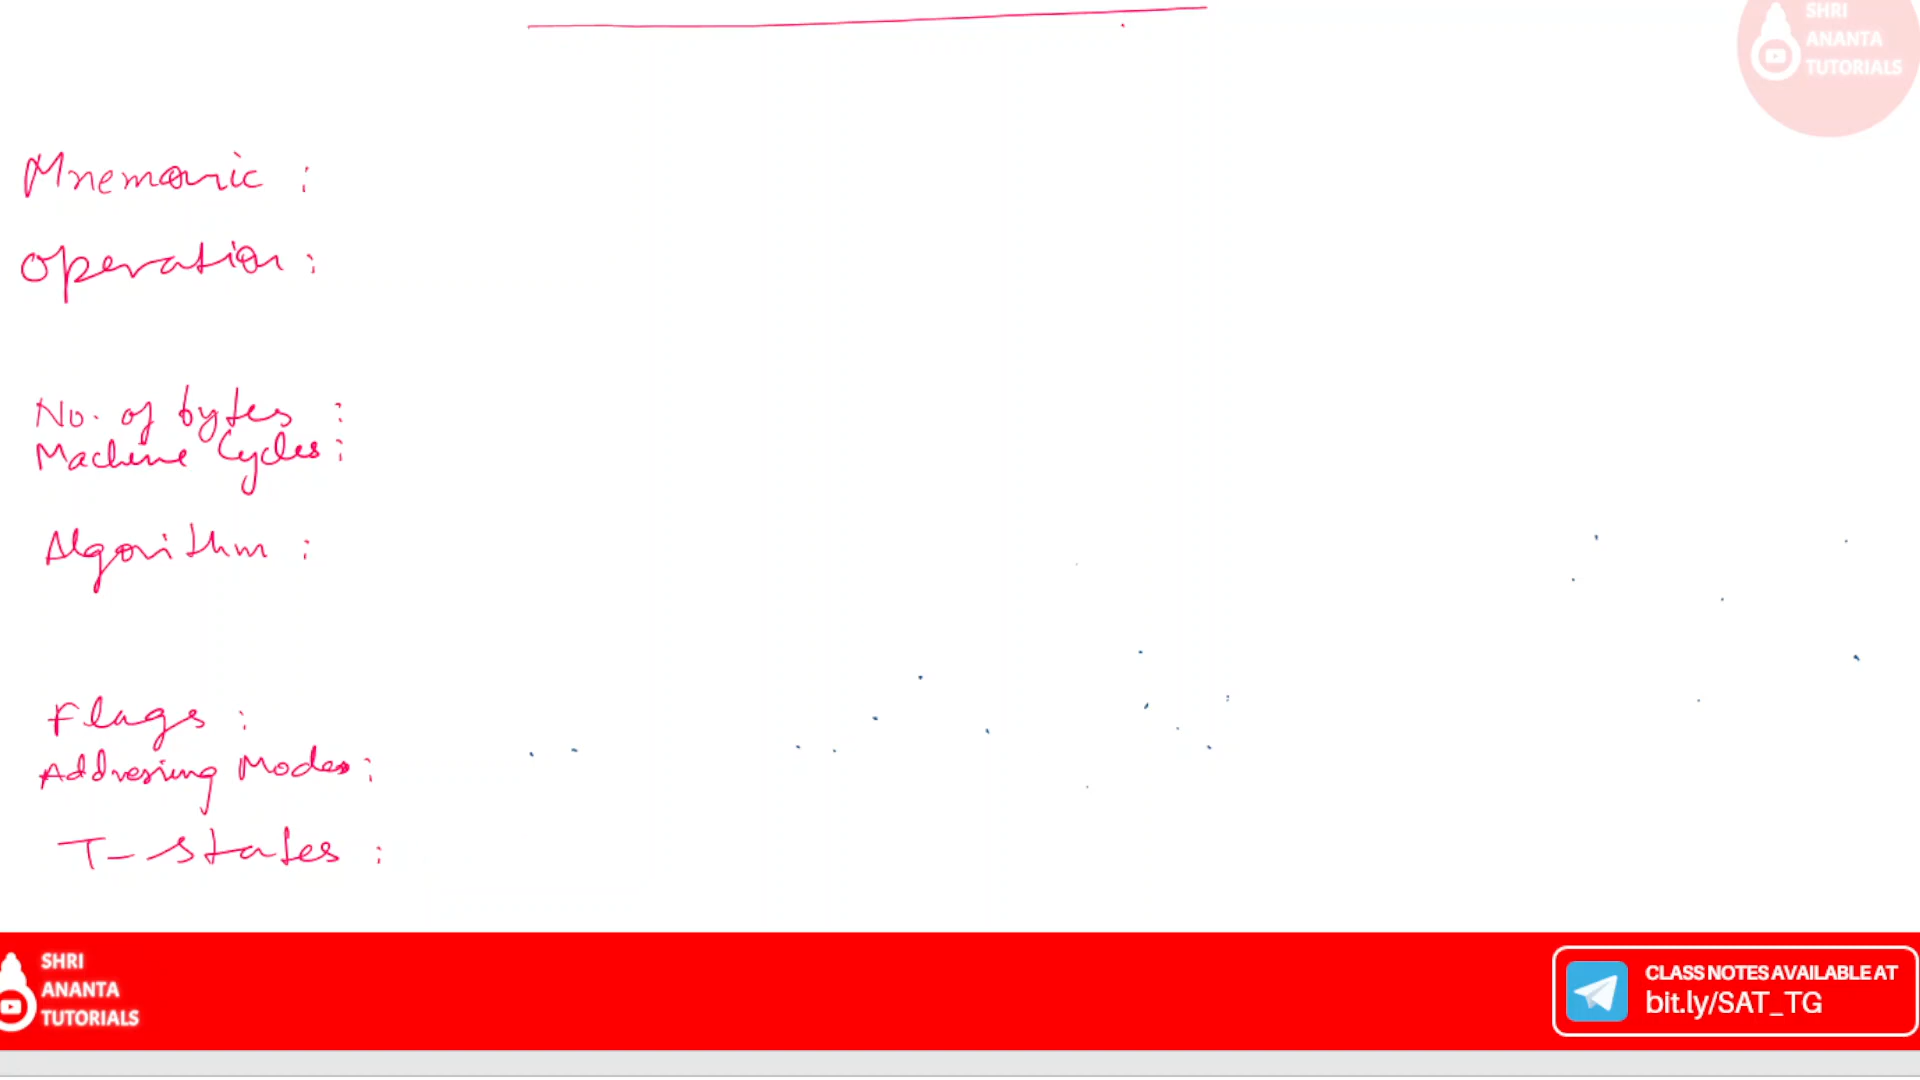 SHRI
ANANTA
TUTORIALS
Mnemonic :
Operation :
No. of bytes :
Machine Cycles :
Algorithm :
Flags :
Addresing Modes :
T-states :
SHRI
ANANTA
TUTORIALS
CLASS NOTES AVAILABLE AT
bit.ly/SAT_TG